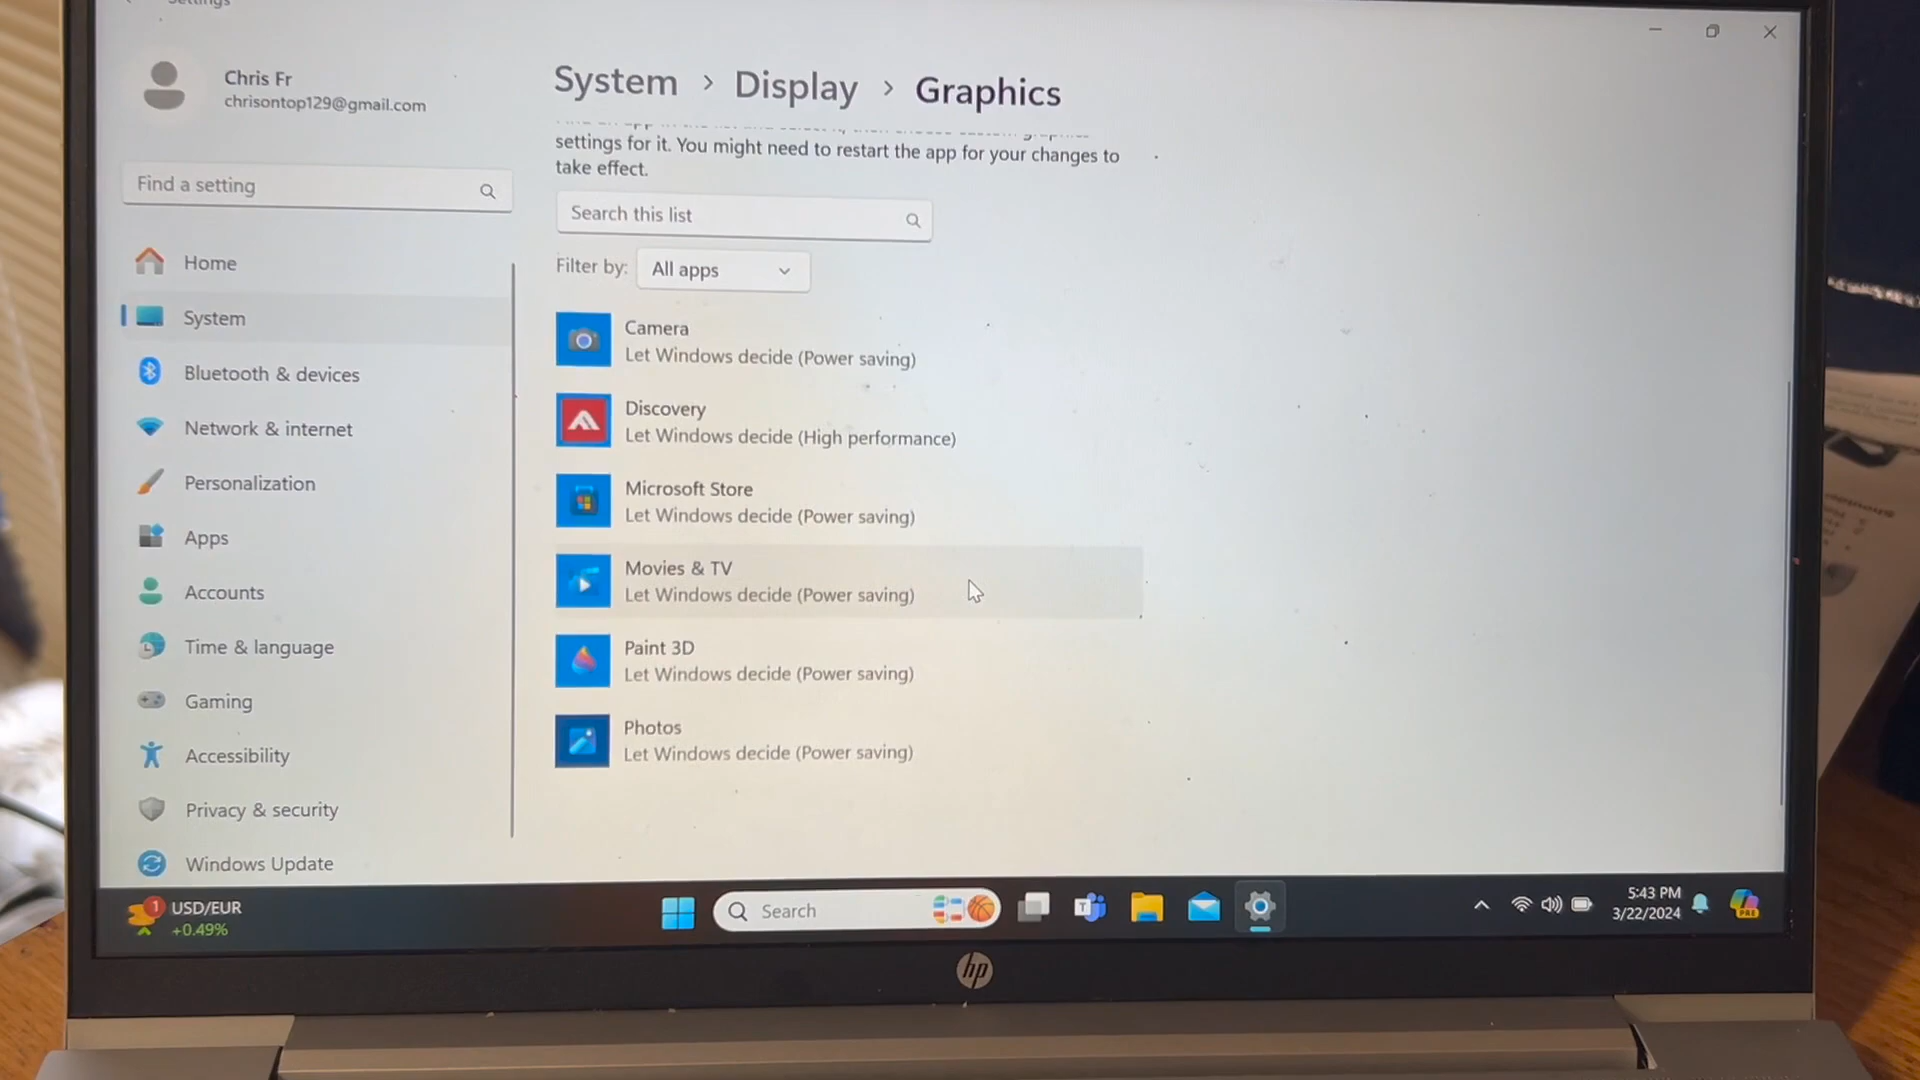 Settings
Chris Fr
chrisontop129@gmail.com
Find a setting
Home
System
Bluetooth & devices
Network & internet
Personalization
Apps
Accounts
Time & language
Gaming
Accessibility
Privacy & security
Windows Update
System > Display > Graphics
settings for it. You might need to restart the app for your changes to
take effect.
Search this list
Filter by: All apps
Camera
Let Windows decide (Power saving)
Discovery
Let Windows decide (High performance)
Microsoft Store
Let Windows decide (Power saving)
Movies & TV
Let Windows decide (Power saving)
Paint 3D
Let Windows decide (Power saving)
Photos
Let Windows decide (Power saving)
1
USD/EUR
+0.49%
Search
T
5:43 PM
3/22/2024
PRE
hp